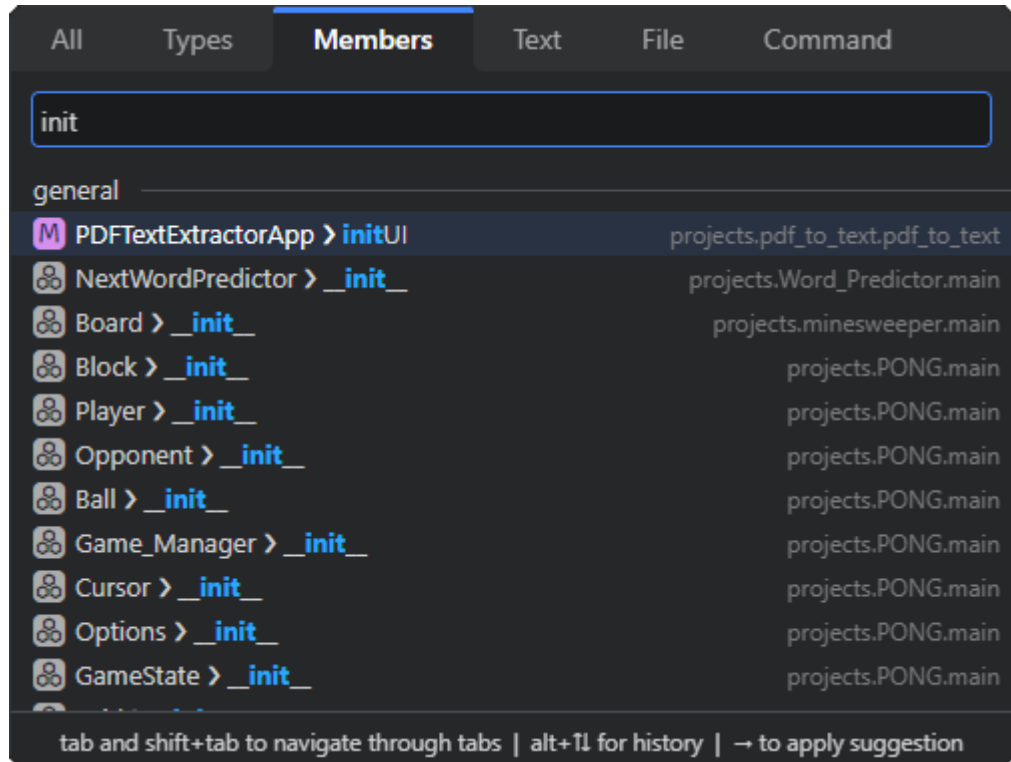 All Types Members Text File Command
init
general
M PDFTextExtractorApp ❯ initUI projects.pdf_to_text.pdf_to_text
NextWordPredictor ❯ __init__ projects.Word_Predictor.main
Board ❯ __init__ projects.minesweeper.main
Block ❯ __init__ projects.PONG.main
Player ❯ __init__ projects.PONG.main
Opponent ❯ __init__ projects.PONG.main
Ball ❯ __init__ projects.PONG.main
Game_Manager ❯ __init__ projects.PONG.main
Cursor ❯ __init__ projects.PONG.main
Options ❯ __init__ projects.PONG.main
GameState ❯ __init__ projects.PONG.main
tab and shift+tab to navigate through tabs | alt+⇅ for history | → to apply suggestion